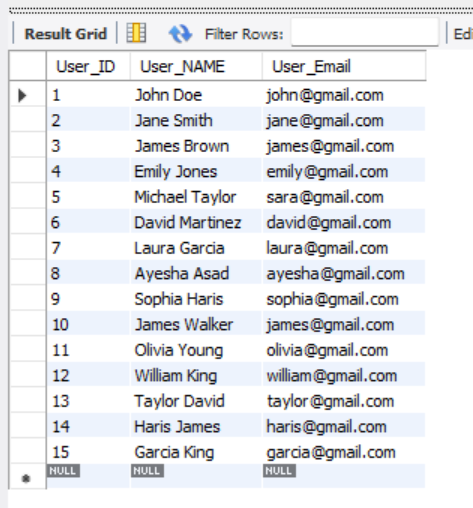 Result Grid Filter Rows: Edi
User_ID User_NAME User_Email
1 John Doe john@gmail.com
2 Jane Smith jane@gmail.com
3 James Brown james@gmail.com
4 Emily Jones emily@gmail.com
5 Michael Taylor sara@gmail.com
6 David Martinez david@gmail.com
7 Laura Garcia laura@gmail.com
8 Ayesha Asad ayesha@gmail.com
9 Sophia Haris sophia@gmail.com
10 James Walker james@gmail.com
11 Olivia Young olivia@gmail.com
12 William King william@gmail.com
13 Taylor David taylor@gmail.com
14 Haris James haris@gmail.com
15 Garcia King garcia@gmail.com
NULL NULL NULL